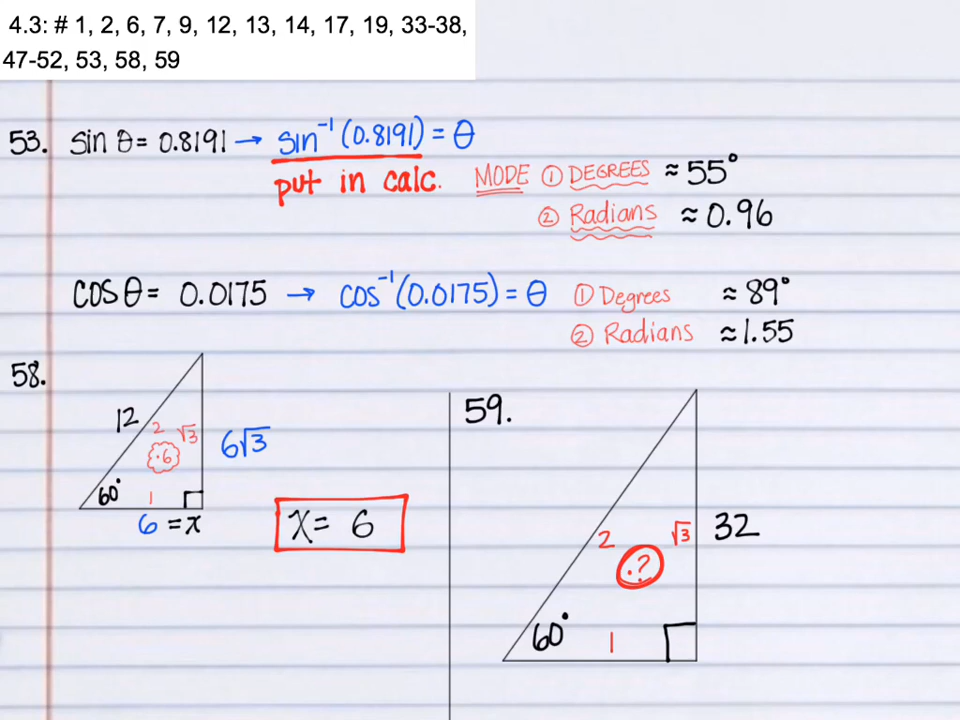 4.3: # 1, 2, 6, 7, 9, 12, 13, 14, 17, 19, 33-38,
47-52, 53, 58, 59
53. sin θ = 0.8191 → sin⁻¹(0.8191) = θ
put in calc. MODE ① DEGREES ≈ 55°
② Radians ≈ 0.96
cos θ = 0.0175 → cos⁻¹(0.0175) = θ ① Degrees ≈ 89°
② Radians ≈ 1.55
58.
12 2 √3 ·6 6√3
60° 1
6 = x
x = 6
59.
2 √3 32
·?
60° 1